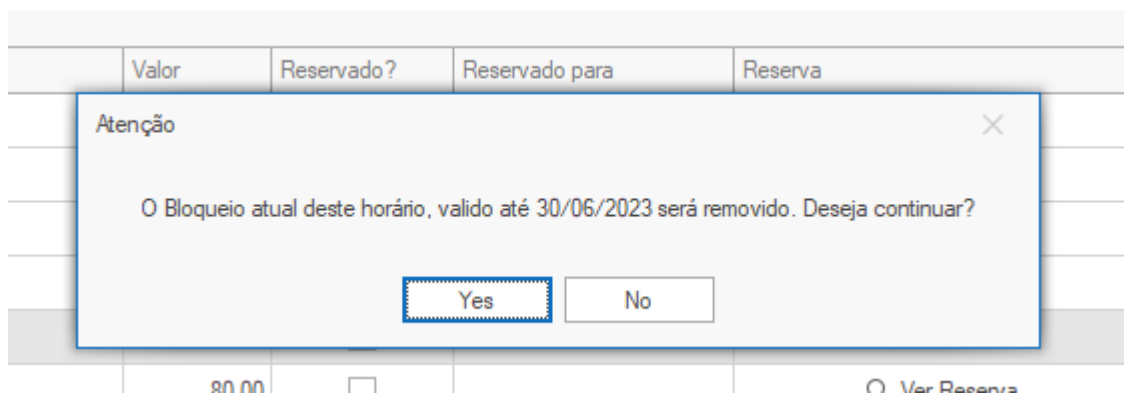 Valor Reservado? Reservado para Reserva
Atenção
O Bloqueio atual deste horário, valido até 30/06/2023 será removido. Deseja continuar?
Yes No
80,00 Ver Reserva